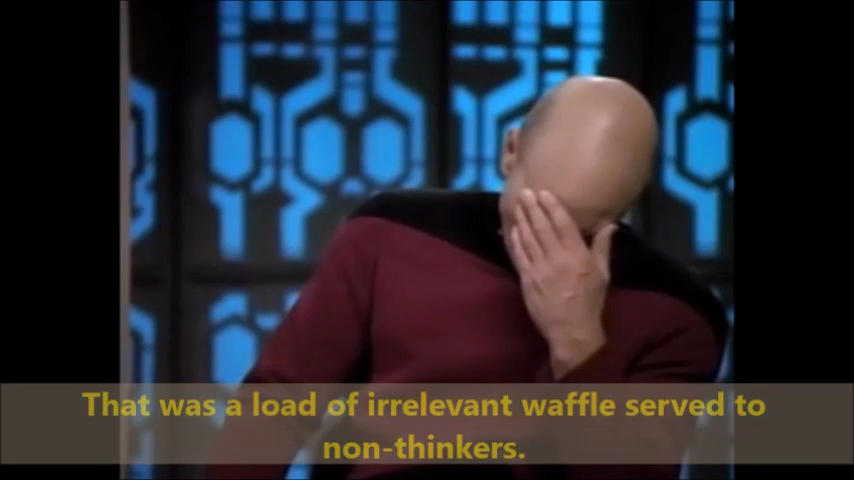 That was a load of irrelevant waffle served to
non-thinkers.